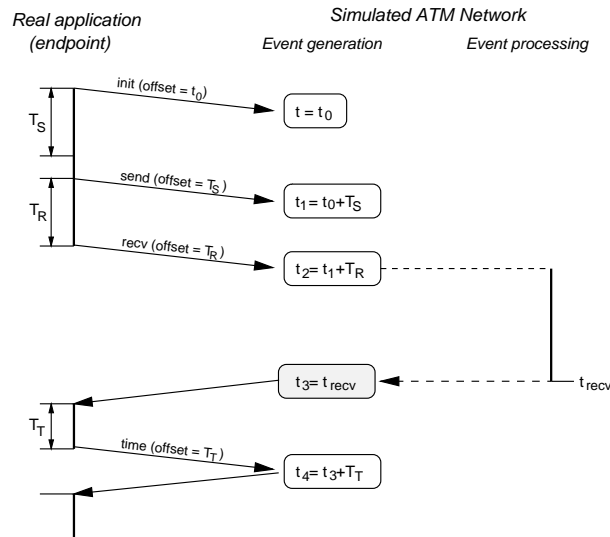 Real application
(endpoint)
Simulated ATM Network
Event generation
Event processing
init (offset = t0)
t = t0
TS
send (offset = TS)
t1= t0+TS
TR
recv (offset = TR)
t2= t1+TR
t3= trecv
trecv
TT
time (offset = TT)
t4= t3+TT